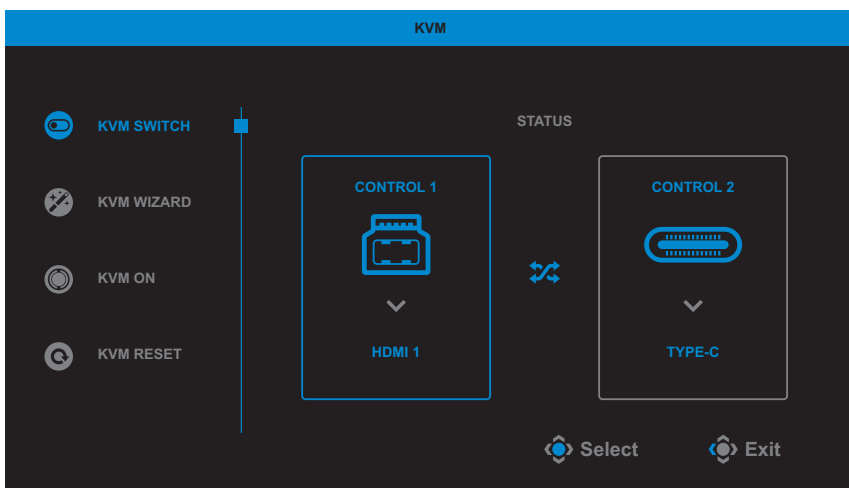 KVM
KVM SWITCH
KVM WIZARD
KVM ON
KVM RESET
STATUS
CONTROL 1
HDMI 1
CONTROL 2
TYPE-C
Select
Exit